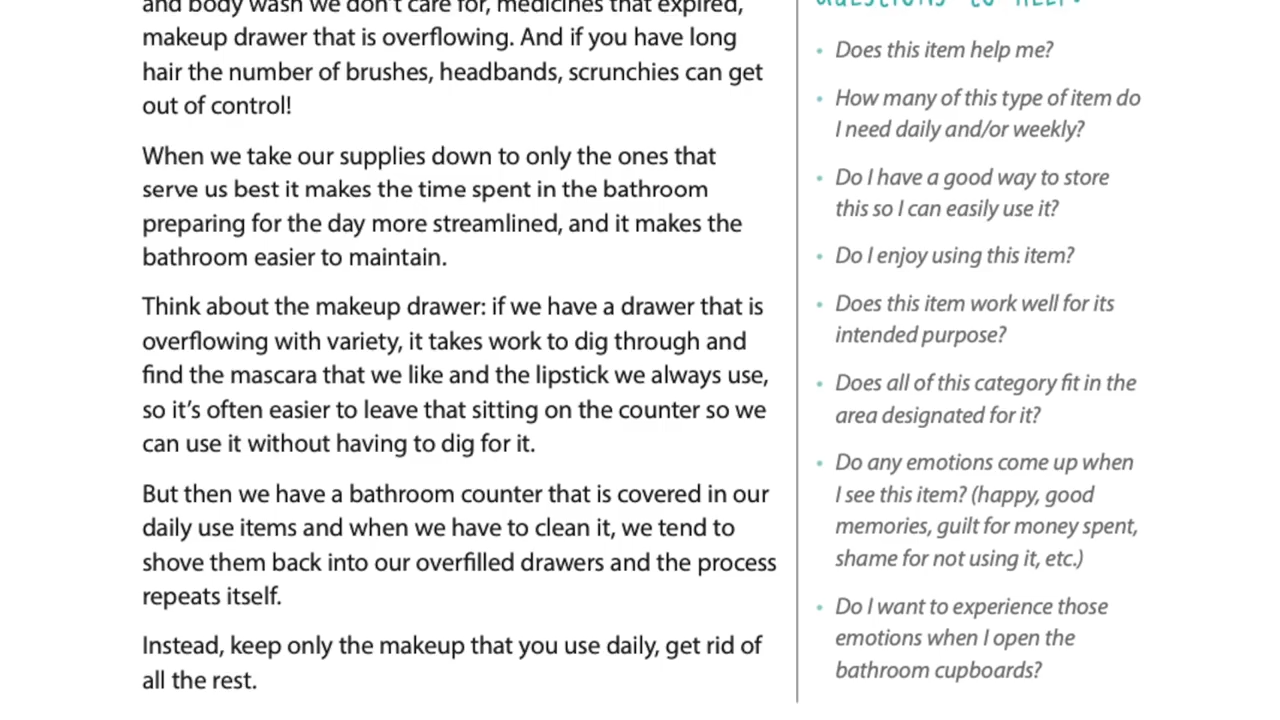 and body wash we don't care for, medicines that expired,
makeup drawer that is overflowing. And if you have long
hair the number of brushes, headbands, scrunchies can get
out of control!
When we take our supplies down to only the ones that
serve us best it makes the time spent in the bathroom
preparing for the day more streamlined, and it makes the
bathroom easier to maintain.
Think about the makeup drawer: if we have a drawer that is
overflowing with variety, it takes work to dig through and
find the mascara that we like and the lipstick we always use,
so it's often easier to leave that sitting on the counter so we
can use it without having to dig for it.
But then we have a bathroom counter that is covered in our
daily use items and when we have to clean it, we tend to
shove them back into our overfilled drawers and the process
repeats itself.
Instead, keep only the makeup that you use daily, get rid of
all the rest.
QUESTIONS TO HELP:
• Does this item help me?
• How many of this type of item do
I need daily and/or weekly?
• Do I have a good way to store
this so I can easily use it?
• Do I enjoy using this item?
• Does this item work well for its
intended purpose?
• Does all of this category fit in the
area designated for it?
• Do any emotions come up when
I see this item? (happy, good
memories, guilt for money spent,
shame for not using it, etc.)
• Do I want to experience those
emotions when I open the
bathroom cupboards?